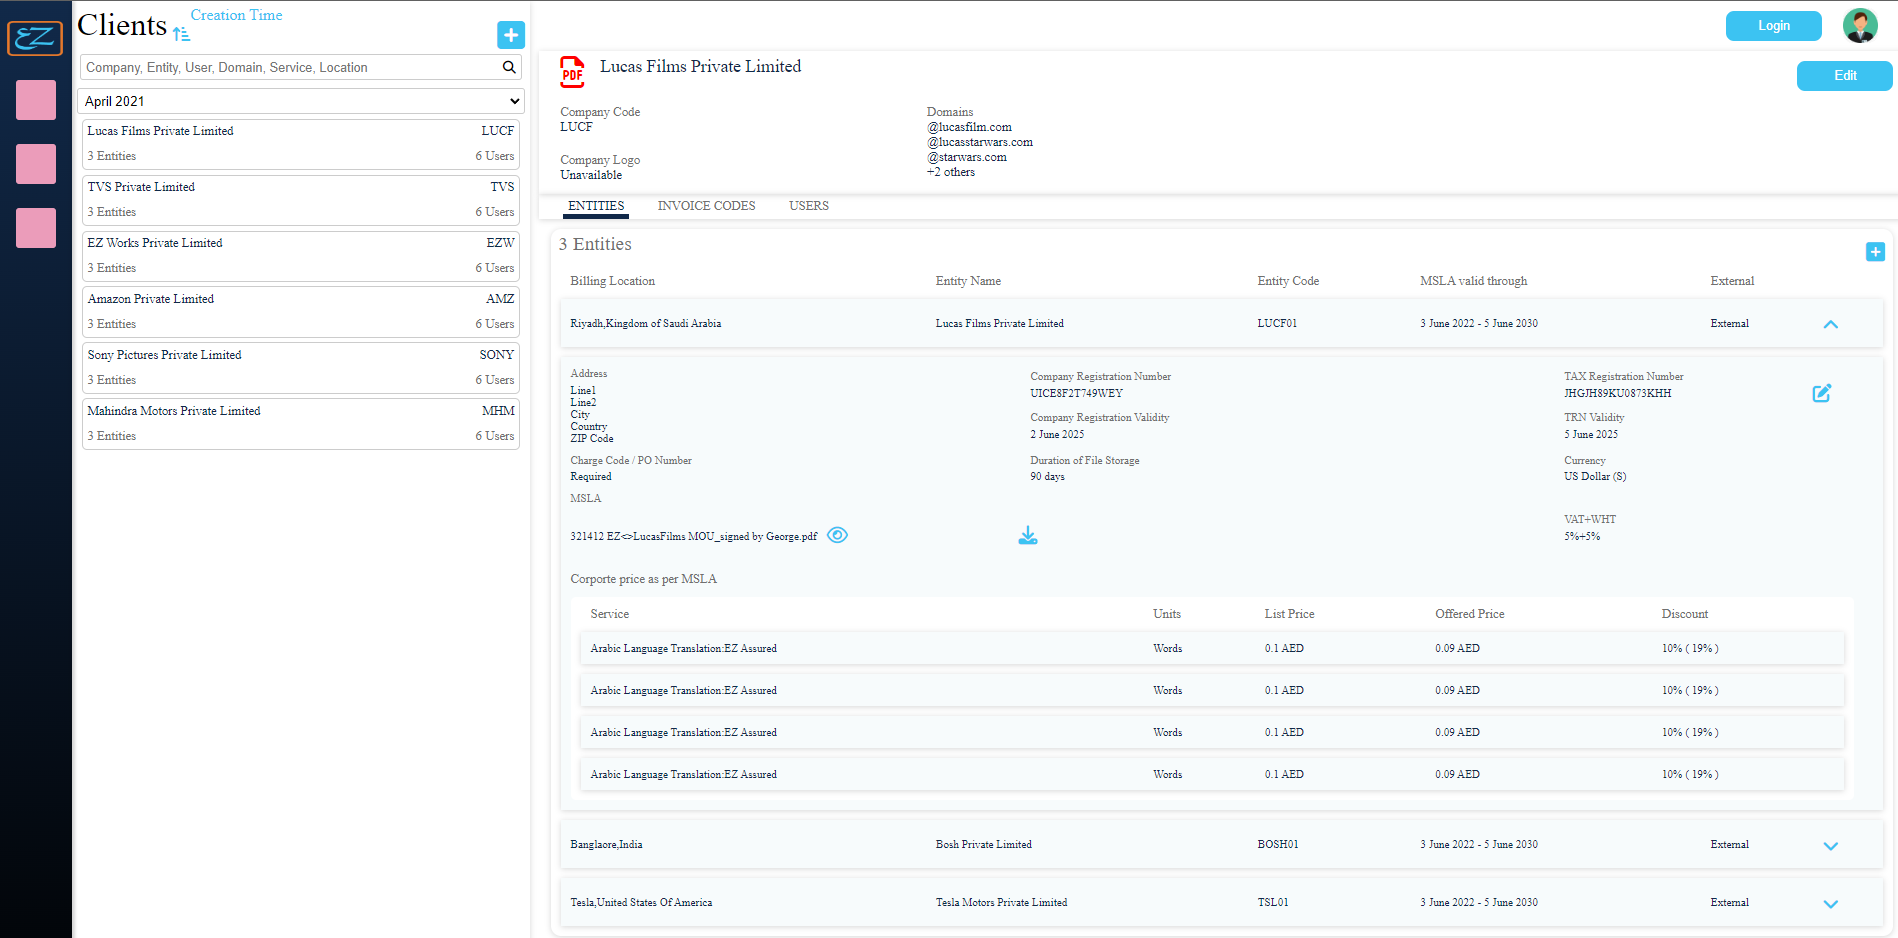 EZ
Clients
Creation Time
Company, Entity, User, Domain, Service, Location
April 2021
Lucas Films Private Limited LUCF
3 Entities 6 Users
TVS Private Limited TVS
3 Entities 6 Users
EZ Works Private Limited EZW
3 Entities 6 Users
Amazon Private Limited AMZ
3 Entities 6 Users
Sony Pictures Private Limited SONY
3 Entities 6 Users
Mahindra Motors Private Limited MHM
3 Entities 6 Users
Login
PDF
Lucas Films Private Limited
Edit
Company Code
LUCF
Company Logo
Unavailable
Domains
@lucasfilm.com
@lucasstarwars.com
@starwars.com
+2 others
ENTITIES INVOICE CODES USERS
3 Entities
Billing Location Entity Name Entity Code MSLA valid through External
Riyadh,Kingdom of Saudi Arabia Lucas Films Private Limited LUCF01 3 June 2022 - 5 June 2030 External
Address
Line1
Line2
City
Country
ZIP Code
Company Registration Number
UICE8F2T749WEY
Company Registration Validity
2 June 2025
TAX Registration Number
JHGJH89KU0873KHH
TRN Validity
5 June 2025
Charge Code / PO Number
Required
Duration of File Storage
90 days
Currency
US Dollar ($)
MSLA
321412 EZ<>LucasFilms MOU_signed by George.pdf
VAT+WHT
5%+5%
Corporte price as per MSLA
Service Units List Price Offered Price Discount
Arabic Language Translation:EZ Assured Words 0.1 AED 0.09 AED 10% ( 19% )
Arabic Language Translation:EZ Assured Words 0.1 AED 0.09 AED 10% ( 19% )
Arabic Language Translation:EZ Assured Words 0.1 AED 0.09 AED 10% ( 19% )
Arabic Language Translation:EZ Assured Words 0.1 AED 0.09 AED 10% ( 19% )
Banglaore,India Bosh Private Limited BOSH01 3 June 2022 - 5 June 2030 External
Tesla,United States Of America Tesla Motors Private Limited TSL01 3 June 2022 - 5 June 2030 External